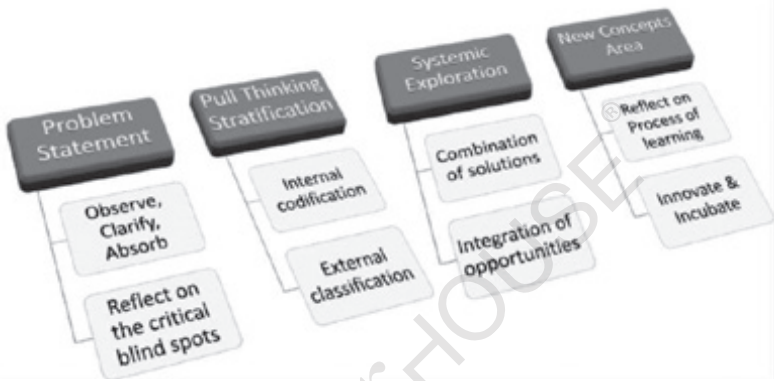 Problem
Statement
Observe,
Clarify,
Absorb
Reflect on
the critical
blind spots
Pull Thinking
Stratification
Internal
codification
External
classification
Systemic
Exploration
Combination
of solutions
Integration of
opportunities
New Concepts
Area
Reflect on
Process of
learning
Innovate &
Incubate
®
HOUSE